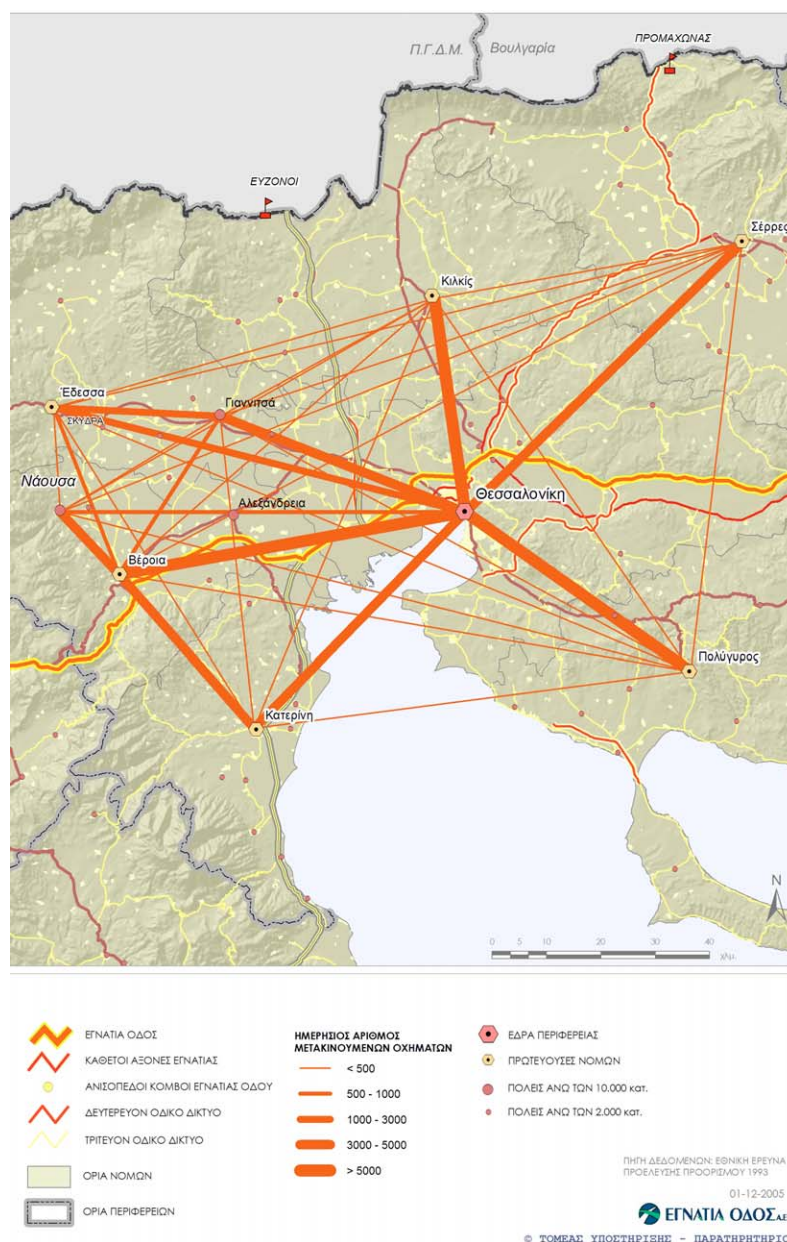 ΠΡΟΜΑΧΩΝΑΣ
Π.Γ.Δ.Μ.
Βουλγαρία
ΕΥΖΟΝΟΙ
Σέρρες
Κιλκίς
Έδεσσα
ΣΚΥΔΡΑ
Γιαννιτσά
Νάουσα
Αλεξάνδρεια
Θεσσαλονίκη
Βέροια
Πολύγυρος
Κατερίνη
N
0 5 10 20 30 40
χλμ.
ΕΓΝΑΤΙΑ ΟΔΟΣ
ΚΑΘΕΤΟΙ ΑΞΟΝΕΣ ΕΓΝΑΤΙΑΣ
ΑΝΙΣΟΠΕΔΟΙ ΚΟΜΒΟΙ ΕΓΝΑΤΙΑΣ ΟΔΟΥ
ΔΕΥΤΕΡΕΥΟΝ ΟΔΙΚΟ ΔΙΚΤΥΟ
ΤΡΙΤΕΥΟΝ ΟΔΙΚΟ ΔΙΚΤΥΟ
ΟΡΙΑ ΝΟΜΩΝ
ΟΡΙΑ ΠΕΡΙΦΕΡΕΙΩΝ
ΗΜΕΡΗΣΙΟΣ ΑΡΙΘΜΟΣ
ΜΕΤΑΚΙΝΟΥΜΕΝΩΝ ΟΧΗΜΑΤΩΝ
< 500
500 - 1000
1000 - 3000
3000 - 5000
> 5000
ΕΔΡΑ ΠΕΡΙΦΕΡΕΙΑΣ
ΠΡΩΤΕΥΟΥΣΕΣ ΝΟΜΩΝ
ΠΟΛΕΙΣ ΑΝΩ ΤΩΝ 10.000 κατ.
ΠΟΛΕΙΣ ΑΝΩ ΤΩΝ 2.000 κατ.
ΠΗΓΗ ΔΕΔΟΜΕΝΩΝ: ΕΘΝΙΚΗ ΕΡΕΥΝΑ
ΠΡΟΕΛΕΥΣΗΣ ΠΡΟΟΡΙΣΜΟΥ 1993
01-12-2005
ΕΓΝΑΤΙΑ ΟΔΟΣ Α.Ε.
© ΤΟΜΕΑΣ ΥΠΟΣΤΗΡΙΞΗΣ - ΠΑΡΑΤΗΡΗΤΗΡΙΟ